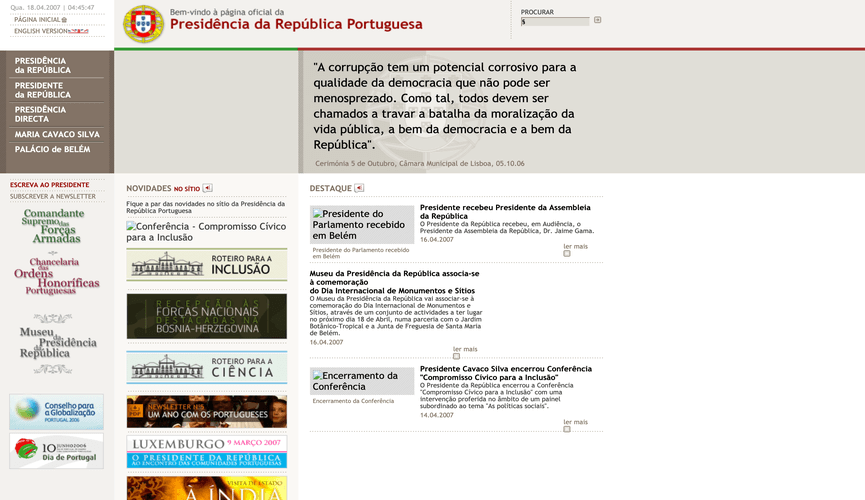 Qua. 18.04.2007 | 04:45:47
PÁGINA INICIAL
ENGLISH VERSION
Bem-vindo à página oficial da
Presidência da República Portuguesa
PROCURAR
PRESIDÊNCIA
da REPÚBLICA
PRESIDENTE
da REPÚBLICA
PRESIDÊNCIA
DIRECTA
MARIA CAVACO SILVA
PALÁCIO de BELÉM
"A corrupção tem um potencial corrosivo para a
qualidade da democracia que não pode ser
menosprezado. Como tal, todos devem ser
chamados a travar a batalha da moralização da
vida pública, a bem da democracia e a bem da
República".
Cerimónia 5 de Outubro, Câmara Municipal de Lisboa, 05.10.06
ESCREVA AO PRESIDENTE
SUBSCREVER A NEWSLETTER
Comandante
Supremo das
Forças
Armadas
Chancelaria
das
Ordens
Honoríficas
Portuguesas
Museu
da Presidência
da República
Conselho para
a Globalização
PORTUGAL 2006
10 JUNHO 2006
Dia de Portugal
NOVIDADES NO SÍTIO
Fique a par das novidades no sítio da Presidência da
República Portuguesa
Conferência - Compromisso Cívico
para a Inclusão
ROTEIRO PARA A
INCLUSÃO
RECEPÇÃO ÀS
FORÇAS NACIONAIS
DESTACADAS NA
BÓSNIA-HERZEGOVINA
ROTEIRO PARA A
CIÊNCIA
NEWSLETTER Nº5
UM ANO COM OS PORTUGUESES
LUXEMBURGO 9 MARÇO 2007
O PRESIDENTE DA REPÚBLICA
AO ENCONTRO DAS COMUNIDADES PORTUGUESAS
VISITA DE ESTADO
À ÍNDIA
DESTAQUE
Presidente do
Parlamento recebido
em Belém
Presidente do Parlamento recebido
em Belém
Presidente recebeu Presidente da Assembleia
da República
O Presidente da República recebeu, em Audiência, o
Presidente da Assembleia da República, Dr. Jaime Gama.
16.04.2007
ler mais
Museu da Presidência da República associa-se
à comemoração
do Dia Internacional de Monumentos e Sítios
O Museu da Presidência da República vai associar-se à
comemoração do Dia Internacional de Monumentos e
Sítios, através de um conjunto de actividades a ter lugar
no próximo dia 18 de Abril, numa parceria com o Jardim
Botânico-Tropical e a Junta de Freguesia de Santa Maria
de Belém.
16.04.2007
ler mais
Encerramento da
Conferência
Encerramento da Conferência
Presidente Cavaco Silva encerrou Conferência
"Compromisso Cívico para a Inclusão"
O Presidente da República encerrou a Conferência
"Compromisso Cívico para a Inclusão" com uma
intervenção proferida no âmbito de um painel
subordinado ao tema "As políticas sociais".
14.04.2007
ler mais